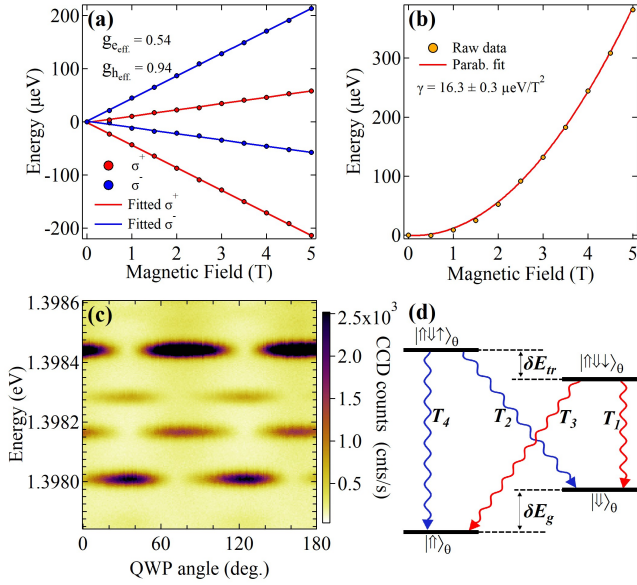 (a)
g_e_eff. = 0.54
g_h_eff. = 0.94
σ+
σ-
Fitted σ+
Fitted σ-
200
100
0
-100
-200
Energy (µeV)
0 1 2 3 4 5
Magnetic Field (T)
(b)
Raw data
Parab. fit
γ = 16.3 ± 0.3 µeV/T²
300
200
100
0
Energy (µeV)
0 1 2 3 4 5
Magnetic Field (T)
(c)
1.3986
1.3984
1.3982
1.3980
Energy (eV)
0 60 120 180
QWP angle (deg.)
2.5x10³
2.0
1.5
1.0
0.5
CCD counts (cnts/s)
(d)
|⇑⇓↑⟩θ
|⇑⇓↓⟩θ
δE_tr
T4 T2 T3 T1
|⇓⟩θ
δE_g
|⇑⟩θ